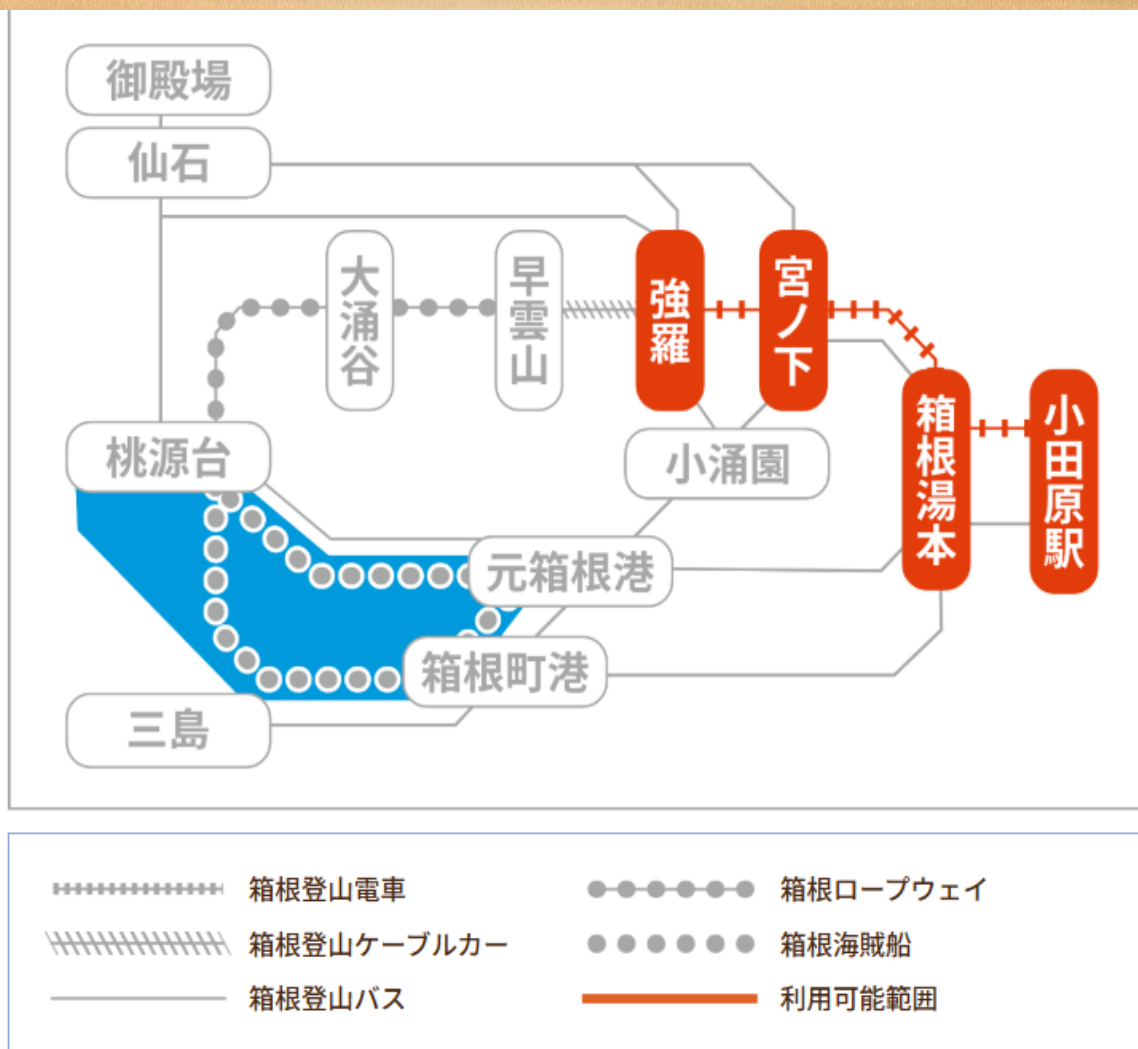 御殿場
仙石
大涌谷
早雲山
強羅
宮ノ下
箱根湯本
小田原駅
桃源台
小涌園
元箱根港
箱根町港
三島
箱根登山電車
箱根ロープウェイ
箱根登山ケーブルカー
箱根海賊船
箱根登山バス
利用可能範囲